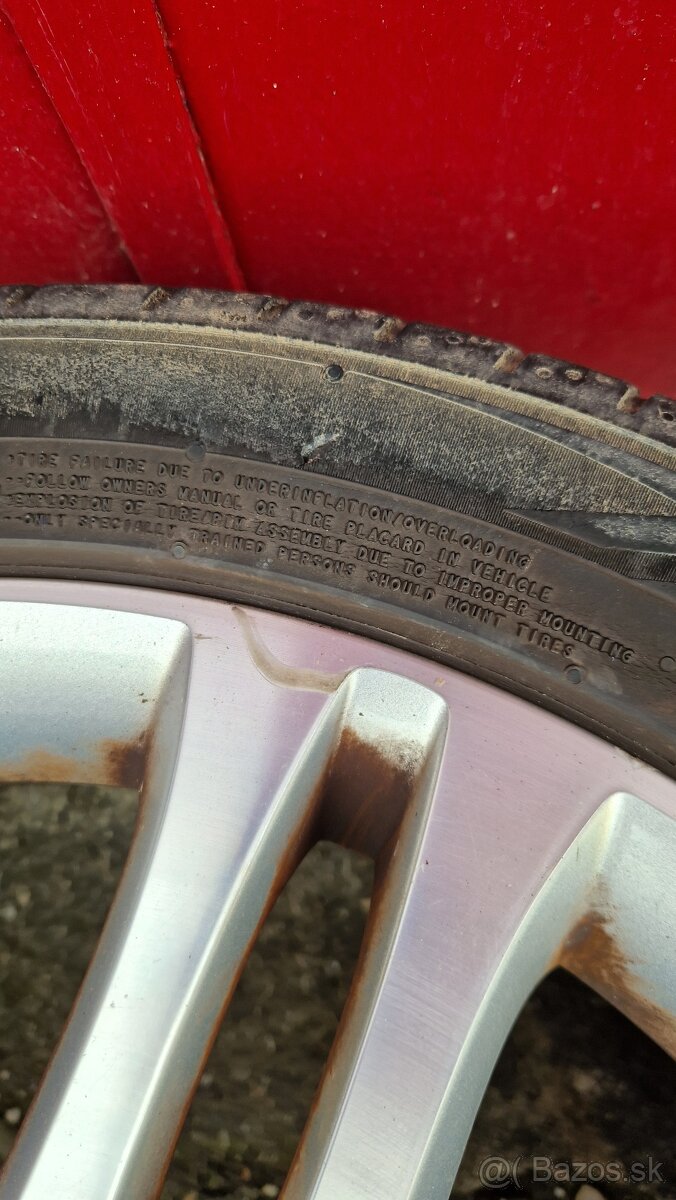 •TIRE FAILURE DUE TO UNDERINFLATION/OVERLOADING
--FOLLOW OWNERS MANUAL OR TIRE PLACARD IN VEHICLE
•EXPLOSION OF TIRE/RIM ASSEMBLY DUE TO IMPROPER MOUNTING
--ONLY SPECIALLY TRAINED PERSONS SHOULD MOUNT TIRES
@( Bazos.sk